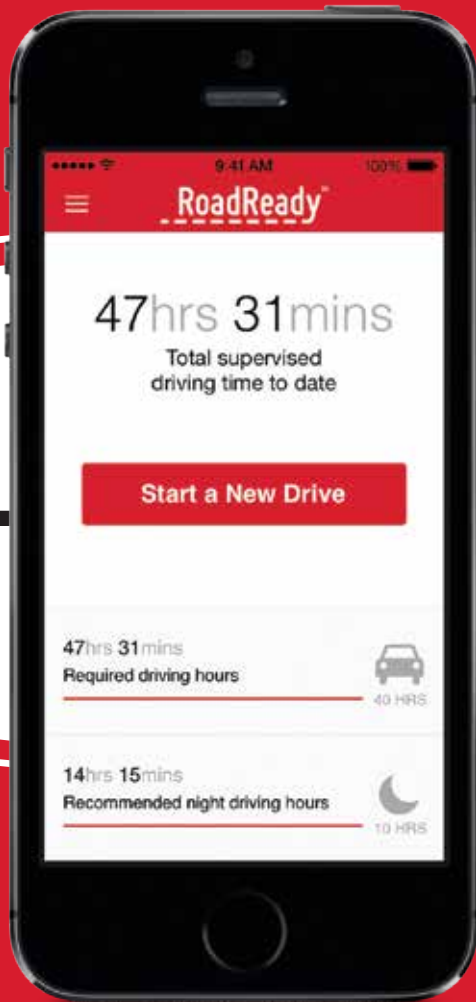 9:41 AM
100%
RoadReady™
47hrs 31mins
Total supervised
driving time to date
Start a New Drive
47hrs 31mins
Required driving hours
40 HRS
14hrs 15mins
Recommended night driving hours
10 HRS